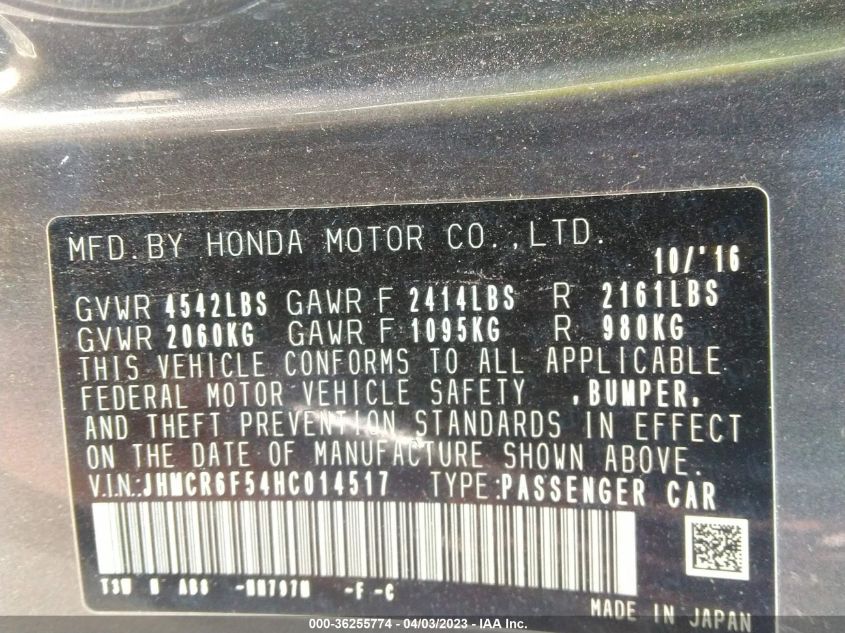 MFD. BY HONDA MOTOR CO., LTD.
10/'16
GVWR 4542LBS GAWR F 2414LBS R 2161LBS
GVWR 2060KG GAWR F 1095KG R 980KG
THIS VEHICLE CONFORMS TO ALL APPLICABLE
FEDERAL MOTOR VEHICLE SAFETY , BUMPER,
AND THEFT PREVENTION STANDARDS IN EFFECT
ON THE DATE OF MANUFACTURE SHOWN ABOVE.
V.I.N.:JHMCR6F54HC014517 TYPE:PASSENGER CAR
-F -C
MADE IN JAPAN
000-36255774 - 04/03/2023 - IAA Inc.